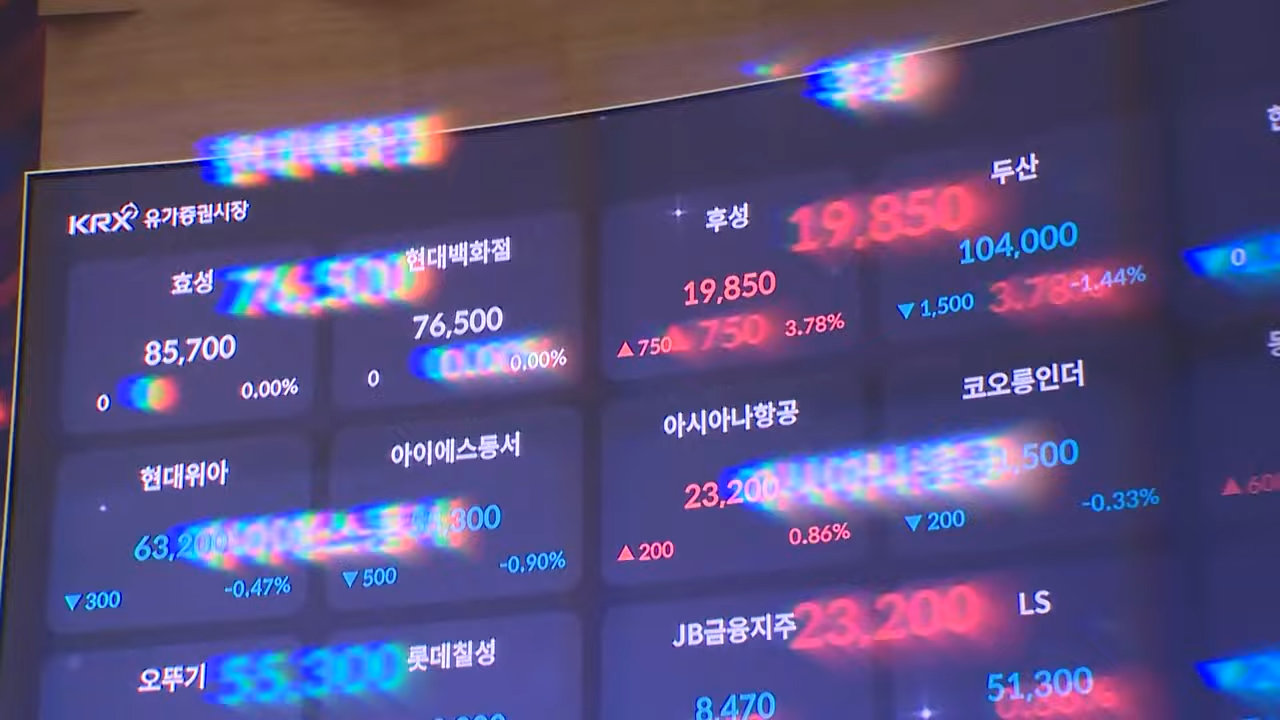 KRX 유가증권시장
효성
85,700
0 0.00%
현대백화점
76,500
0 0.00%
후성
19,850
▲750 3.78%
두산
104,000
▼1,500 -1.44%
현대위아
63,200
▼300 -0.47%
아이에스동서
55,300
▼500 -0.90%
아시아나항공
23,200
▲200 0.86%
코오롱인더
,500
▼200 -0.33%
오뚜기
롯데칠성
JB금융지주
8,470
LS
51,300